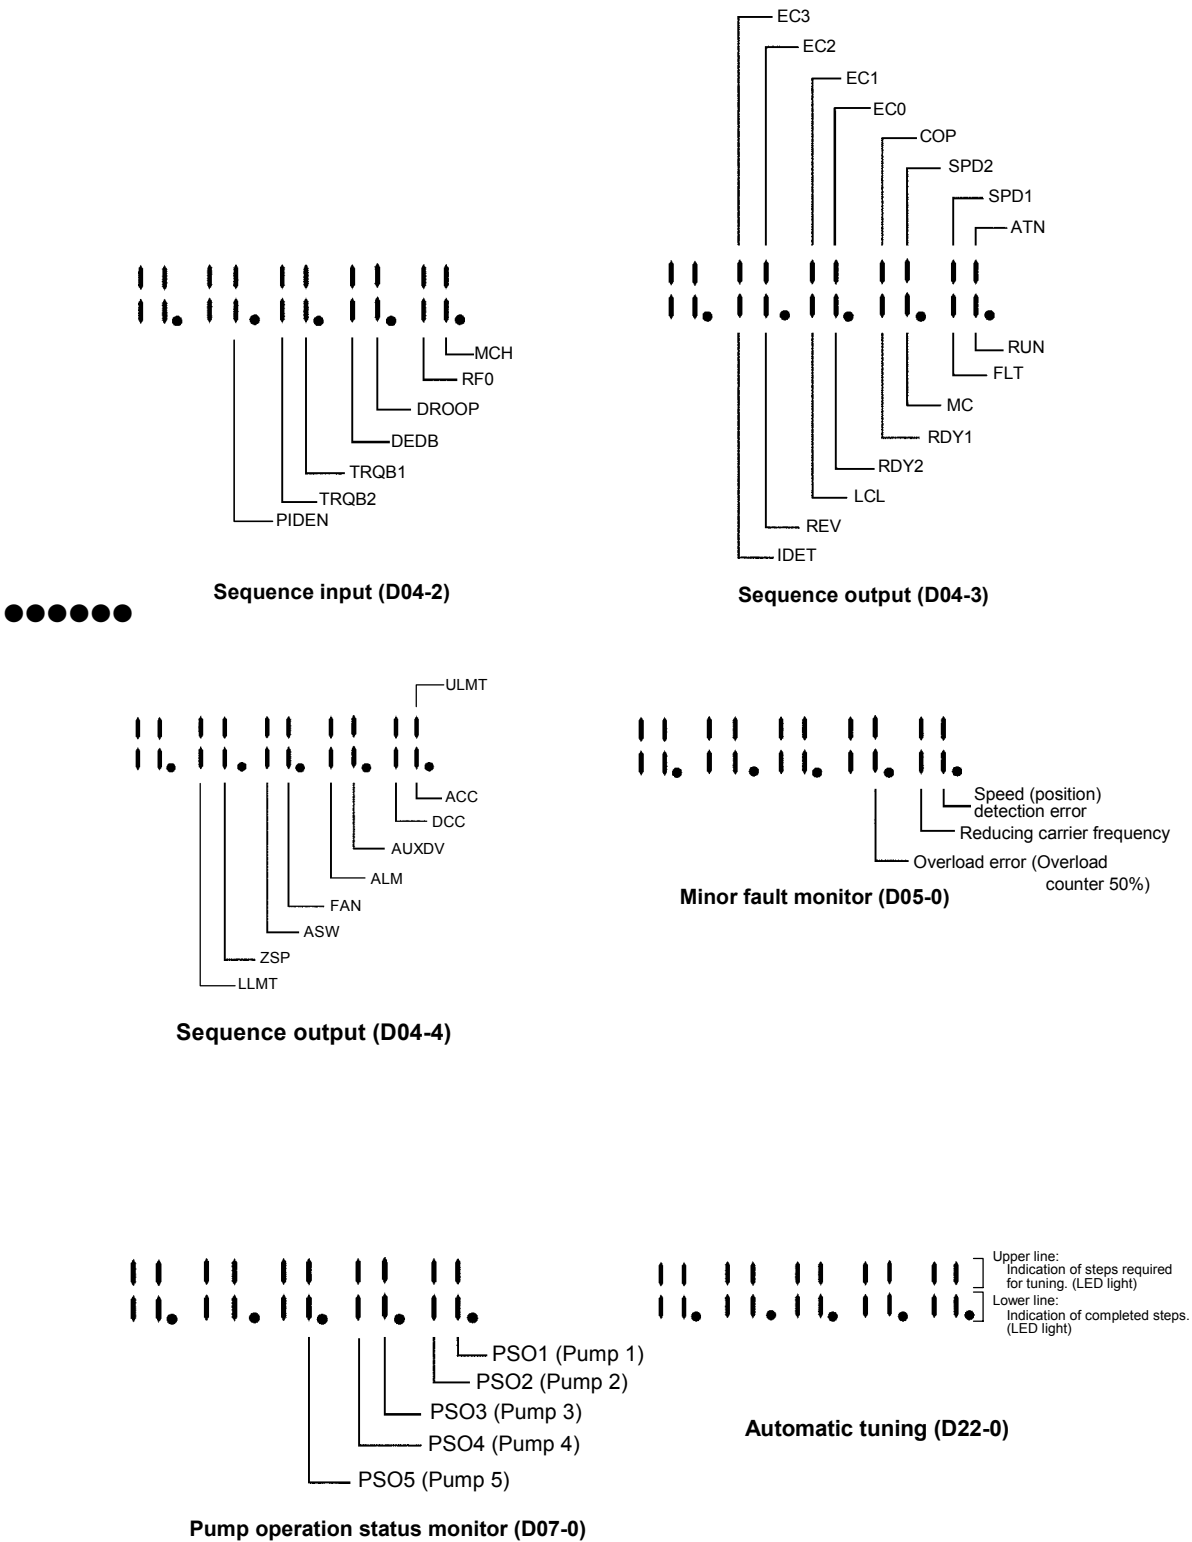 EC3
EC2
EC1
EC0
COP
SPD2
SPD1
ATN
MCH
RF0
DROOP
DEDB
TRQB1
TRQB2
PIDEN
RUN
FLT
MC
RDY1
RDY2
LCL
REV
IDET
Sequence input (D04-2)
Sequence output (D04-3)
ULMT
ACC
DCC
AUXDV
ALM
FAN
ASW
ZSP
LLMT
Sequence output (D04-4)
Speed (position)
detection error
Reducing carrier frequency
Overload error (Overload
counter 50%)
Minor fault monitor (D05-0)
PSO1 (Pump 1)
PSO2 (Pump 2)
PSO3 (Pump 3)
PSO4 (Pump 4)
PSO5 (Pump 5)
Pump operation status monitor (D07-0)
Upper line:
Indication of steps required
for tuning. (LED light)
Lower line:
Indication of completed steps.
(LED light)
Automatic tuning (D22-0)